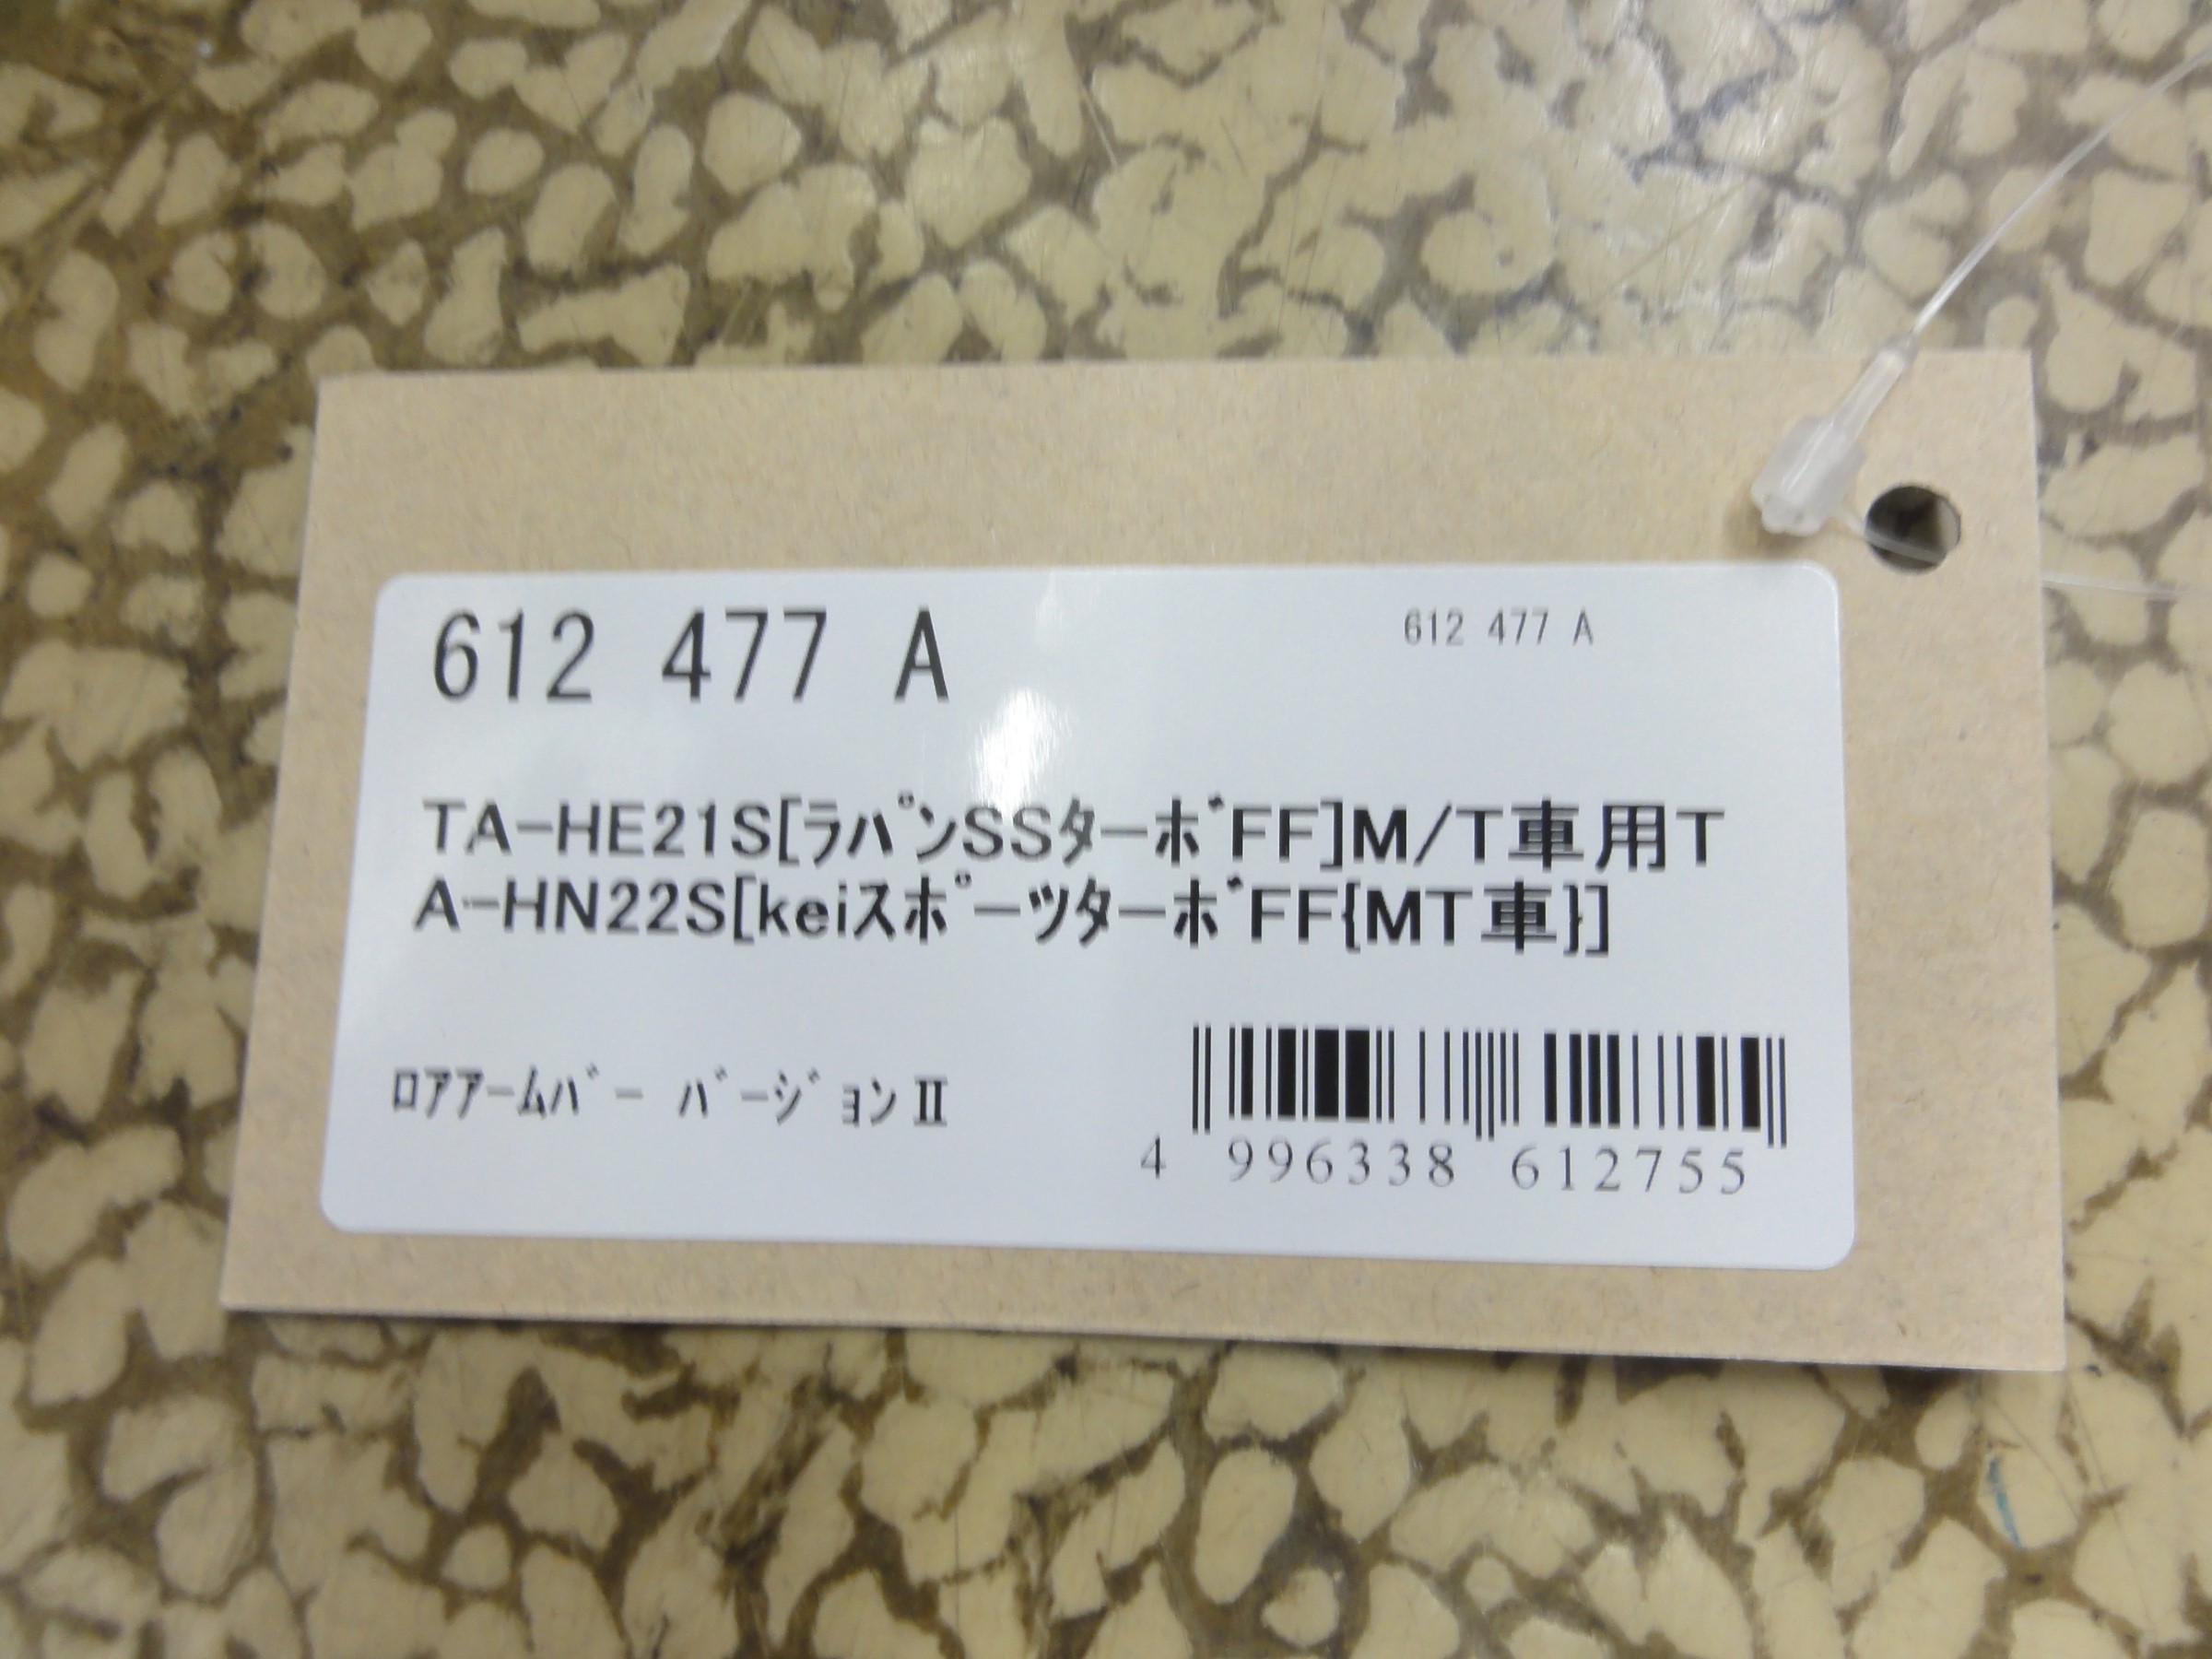 612 477 A
612 477 A
TA-HE21S[ﾗﾊﾟﾝSSﾀｰﾎﾞFF]M/T車用T
A-HN22S[keiｽﾎﾟｰﾂﾀｰﾎﾞFF{MT車}]
ﾛｱｱｰﾑﾊﾞｰ ﾊﾞｰｼﾞｮﾝⅡ
4 996338 612755